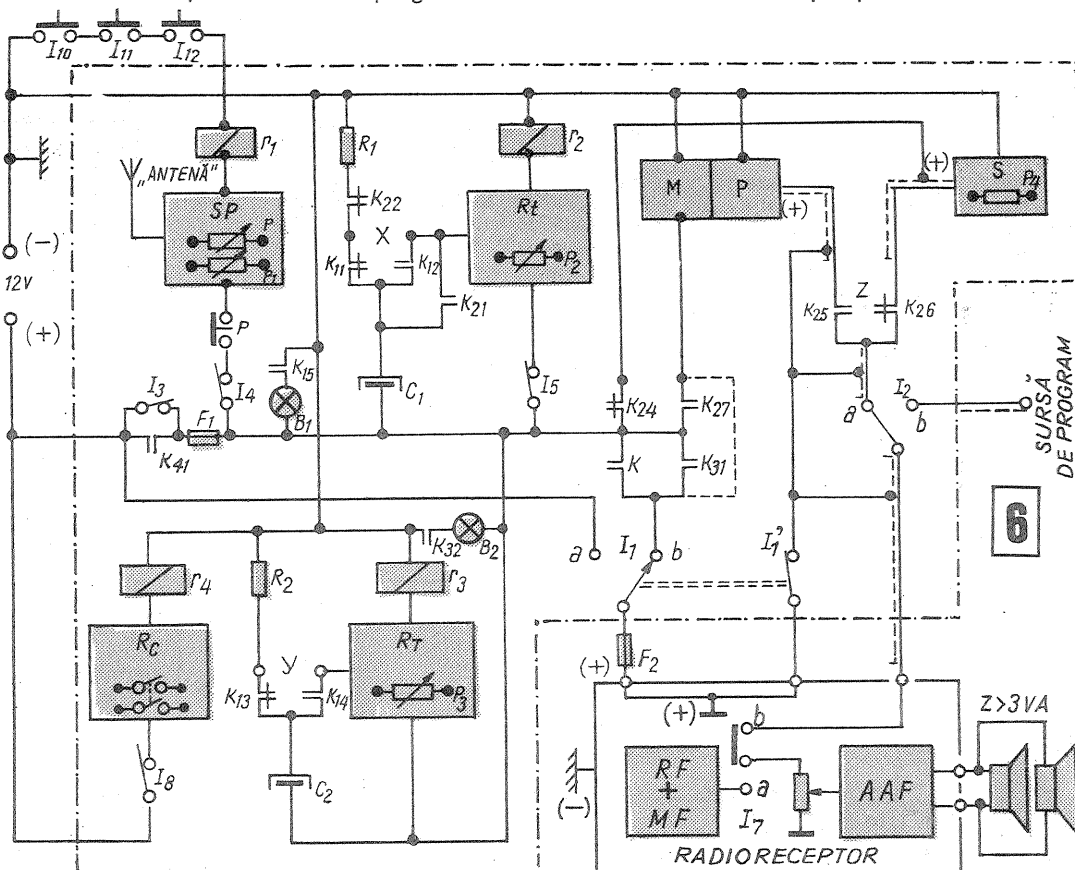 I10 I11 I12
r1
R1
r2
„ANTENĂ"
(+)
S
P4
M P
(+)
SP
P
P1
K22
X
K11 K12
K21
Rt
P2
(-)
12V
(+)
P
I4
K15
B1
C1
I5
K24
K27
K25 Z K26
a I2 b
SURSĂ
DE PROGRAM
I3
F1
K41
K
K31
a I1 b
I1'
6
K32
B2
r4
R2
r3
RC
K13 Y K14
RT
P3
I8
C2
(+)
F2
(+)
b
Z>3VA
(-)
RF
+
MF
a
I7
AAF
RADIORECEPTOR